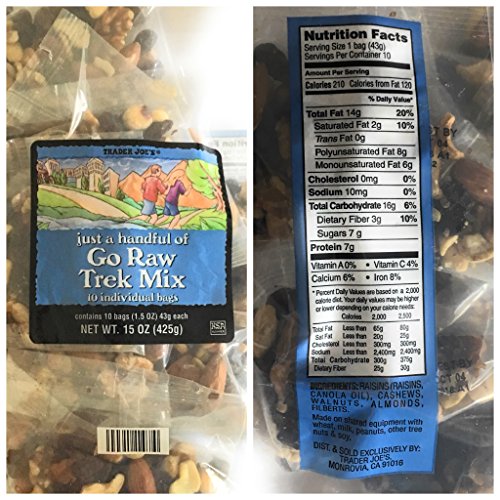 TRADER JOE'S®
just a handful of
Go Raw
Trek Mix
10 individual bags
contains 10 bags (1.5 OZ) 43g each
NET WT. 15 OZ (425g)
Nutrition Facts
Serving Size 1 bag (43g)
Servings Per Container 10
Amount Per Serving
Calories 210 Calories from Fat 120
% Daily Value*
Total Fat 14g 20%
Saturated Fat 2g 10%
Trans Fat 0g
Polyunsaturated Fat 8g
Monounsaturated Fat 6g
Cholesterol 0mg 0%
Sodium 10mg 0%
Total Carbohydrate 16g 6%
Dietary Fiber 3g 10%
Sugars 7 g
Protein 7g
Vitamin A 0% • Vitamin C 4%
Calcium 6% • Iron 8%
*Percent Daily Values are based on a 2,000
calorie diet. Your daily values may be higher
or lower depending on your calorie needs:
Calories 2,000 2,500
Total Fat Less than 65g 80g
Sat Fat Less than 20g 25g
Cholesterol Less than 300mg 300mg
Sodium Less than 2,400mg 2,400mg
Total Carbohydrate 300g 375g
Dietary Fiber 25g 30g
INGREDIENTS: RAISINS (RAISINS,
CANOLA OIL), CASHEWS,
WALNUTS, ALMONDS,
FILBERTS.
Made on shared equipment with
wheat, milk, peanuts, other tree
nuts & soy.
DIST. & SOLD EXCLUSIVELY BY:
TRADER JOE'S,
MONROVIA, CA 91016